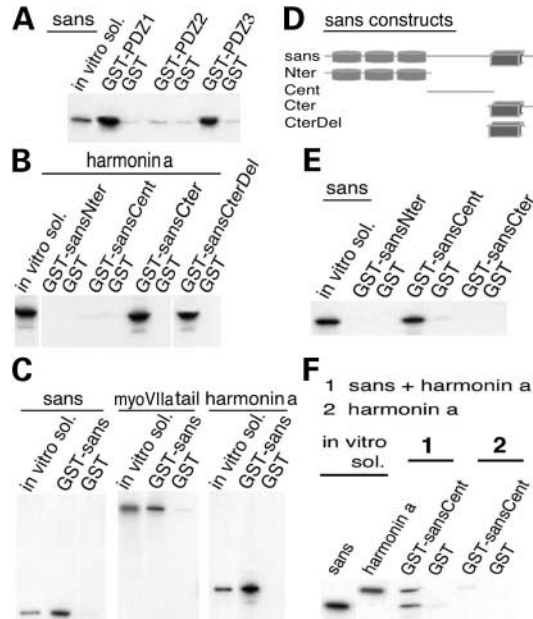 A
sans
in vitro sol.
GST-PDZ1
GST
GST-PDZ2
GST
GST-PDZ3
GST
B
harmonin a
in vitro sol.
GST-sansNter
GST
GST-sansCent
GST
GST-sansCter
GST
GST-sansCterDel
GST
C
sans
myoVIIa tail
harmonin a
in vitro sol.
GST-sans
GST
in vitro sol.
GST-sans
GST
in vitro sol.
GST-sans
GST
D
sans constructs
sans
Nter
Cent
Cter
CterDel
E
sans
in vitro sol.
GST-sansNter
GST
GST-sansCent
GST
GST-sansCter
GST
F
1 sans + harmonin a
2 harmonin a
in vitro
sol.
1
2
sans
harmonin a
GST-sansCent
GST
GST-sansCent
GST